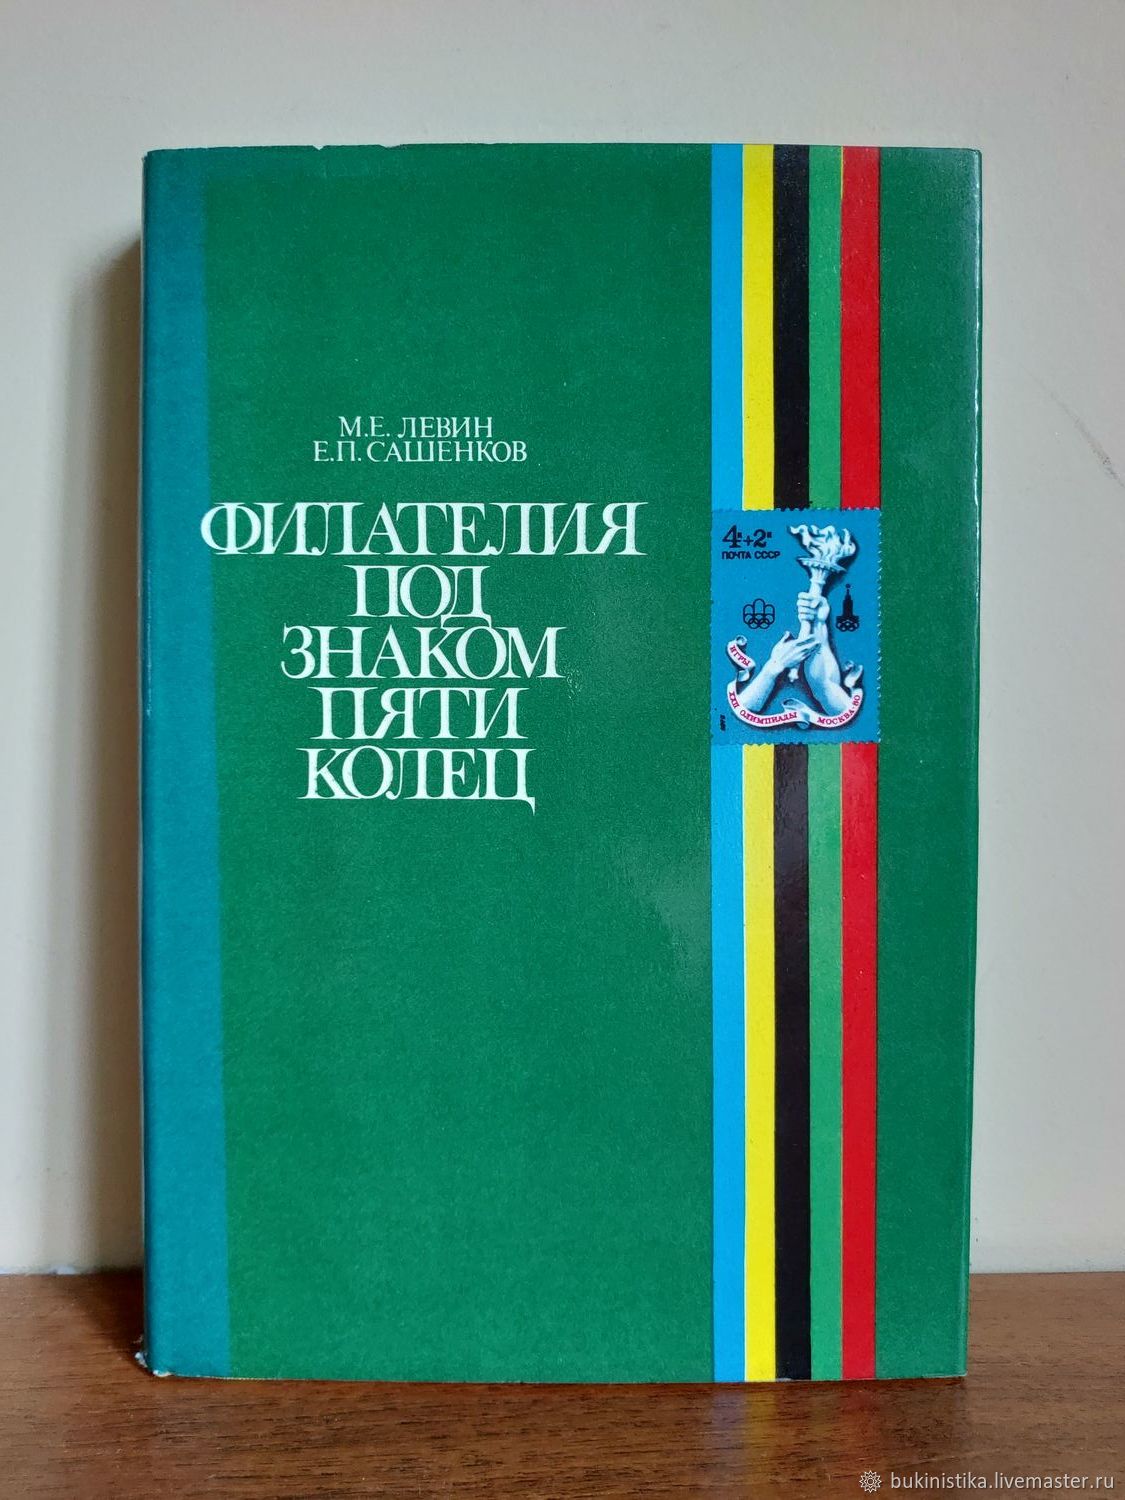 М.Е. ЛЕВИН
Е.П. САШЕНКОВ
ФИЛАТЕЛИЯ
ПОД
ЗНАКОМ
ПЯТИ
КОЛЕЦ
4к+2к
ПОЧТА СССР
ИГРЫ
XXII ОЛИМПИАДЫ МОСКВА·80
bukinistika.livemaster.ru